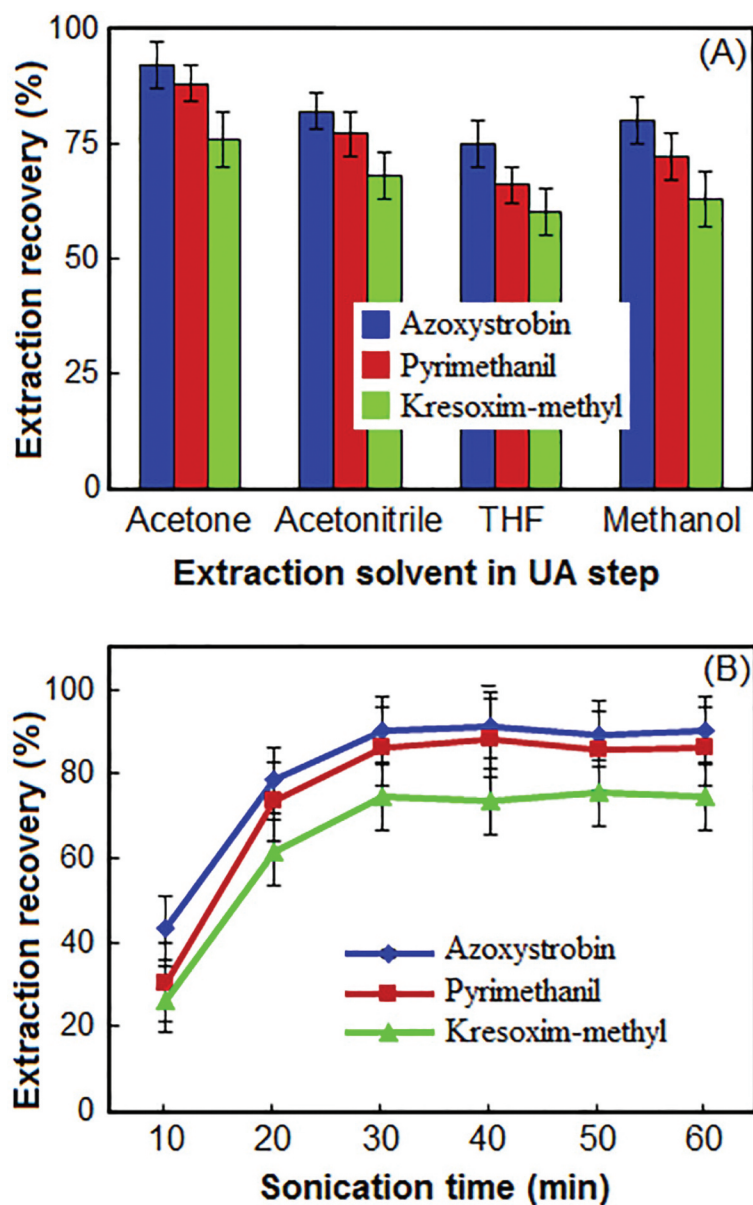 (A)
Extraction recovery (%)
100
75
50
25
0
Azoxystrobin
Pyrimethanil
Kresoxim-methyl
Acetone Acetonitrile THF Methanol
Extraction solvent in UA step
(B)
Extraction recovery (%)
100
80
60
40
20
0
Azoxystrobin
Pyrimethanil
Kresoxim-methyl
10 20 30 40 50 60
Sonication time (min)